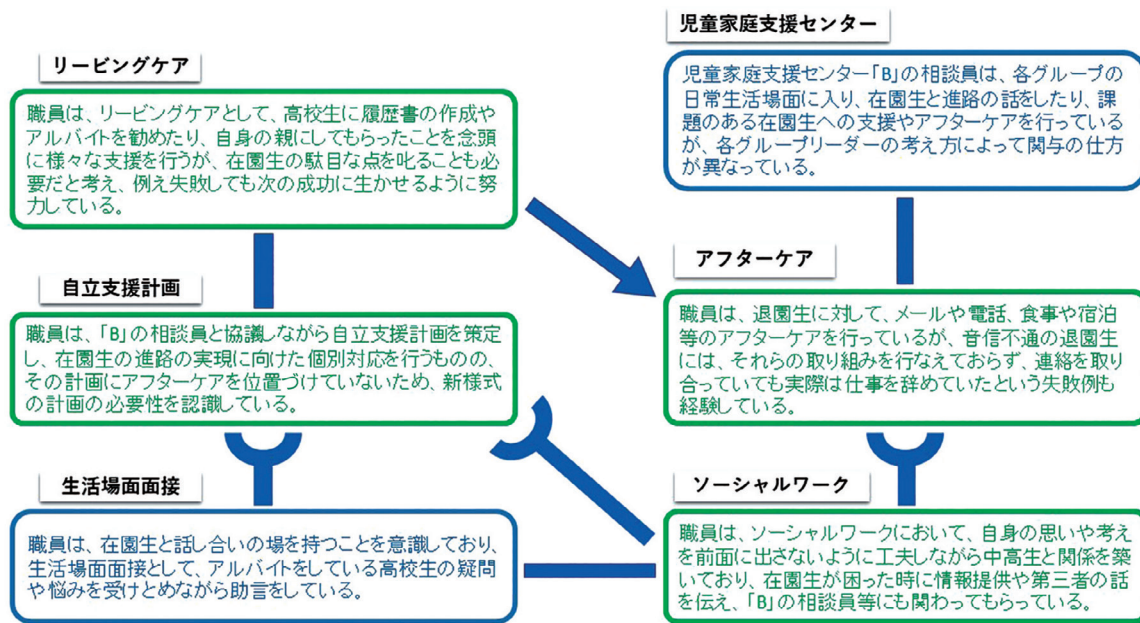 リービングケア
職員は、リービングケアとして、高校生に履歴書の作成や
アルバイトを勧めたり、自身の親にしてもらったことを念頭
に様々な支援を行うが、在園生の駄目な点を叱ることも必
要だと考え、例え失敗しても次の成功に生かせるように努
力している。
児童家庭支援センター
児童家庭支援センター「B」の相談員は、各グループの
日常生活場面に入り、在園生と進路の話をしたり、課
題のある在園生への支援やアフターケアを行っている
が、各グループリーダーの考え方によって関与の仕方
が異なっている。
自立支援計画
職員は、「B」の相談員と協議しながら自立支援計画を策定
し、在園生の進路の実現に向けた個別対応を行うものの、
その計画にアフターケアを位置づけていないため、新様式
の計画の必要性を認識している。
アフターケア
職員は、退園生に対して、メールや電話、食事や宿泊
等のアフターケアを行っているが、音信不通の退園生
には、それらの取り組みを行なえておらず、連絡を取り
合っていても実際は仕事を辞めていたという失敗例も
経験している。
生活場面面接
職員は、在園生と話し合いの場を持つことを意識しており、
生活場面面接として、アルバイトをしている高校生の疑問
や悩みを受けとめながら助言をしている。
ソーシャルワーク
職員は、ソーシャルワークにおいて、自身の思いや考え
を前面に出さないように工夫しながら中高生と関係を築
いており、在園生が困った時に情報提供や第三者の話
を伝え、「B」の相談員等にも関わってもらっている。